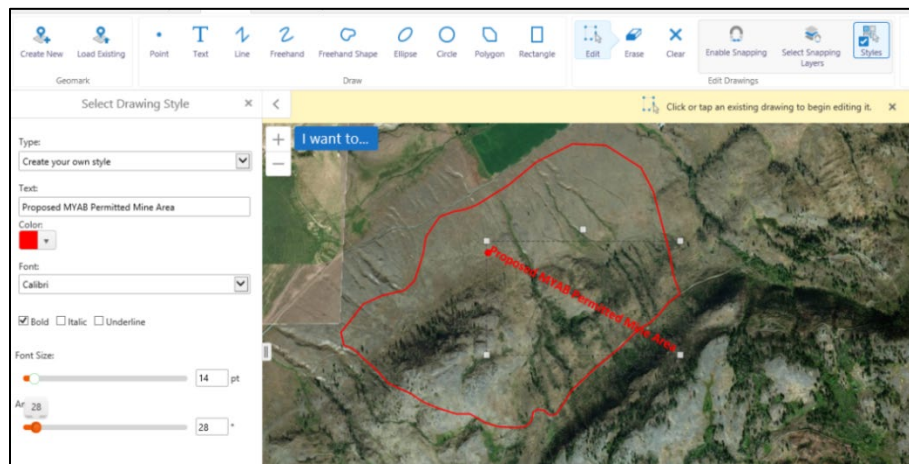 Create New Load Existing Point Text Line Freehand Freehand Shape Ellipse Circle Polygon Rectangle Edit Erase Clear Enable Snapping Select Snapping Layers Styles
Geomark Draw Edit Drawings
Select Drawing Style
Click or tap an existing drawing to begin editing it.
I want to...
Type:
Create your own style
Text:
Proposed MYAB Permitted Mine Area
Color:
Font:
Calibri
Bold Italic Underline
Font Size:
14 pt
28
28 °
Proposed MYAB Permitted Mine Area